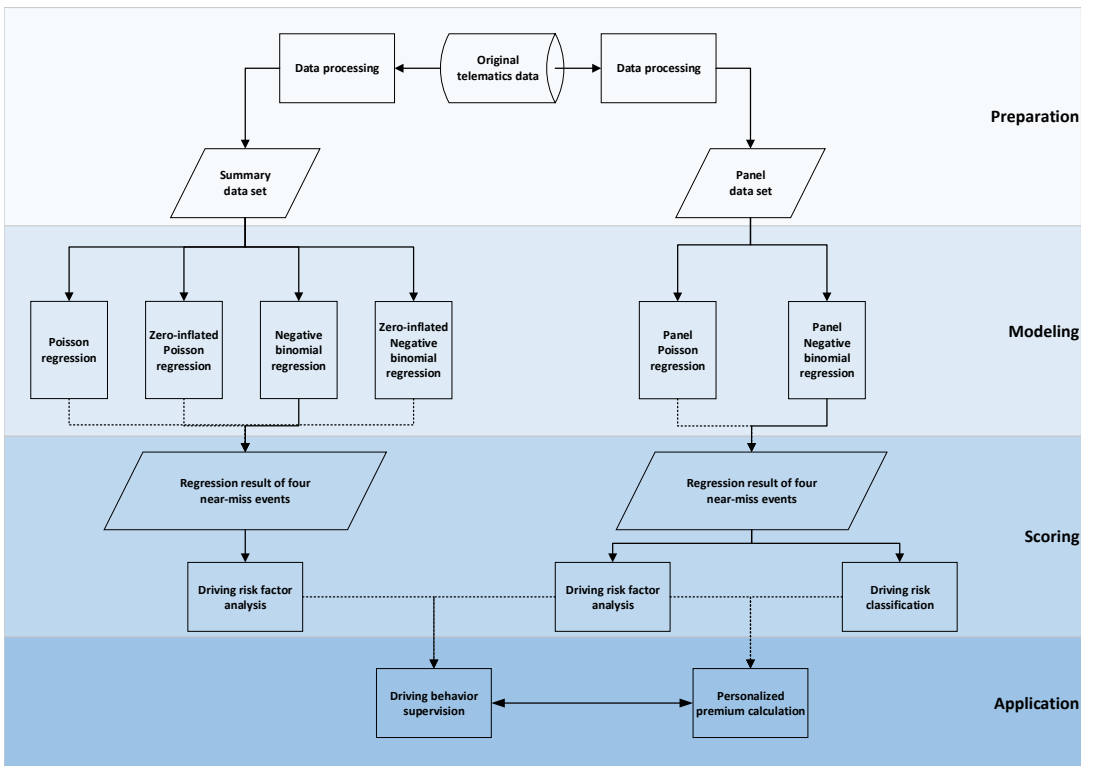 Data processing
Original
telematics data
Data processing
Preparation
Summary
data set
Panel
data set
Poisson
regression
Zero-inflated
Poisson
regression
Negative
binomial
regression
Zero-inflated
Negative
binomial
regression
Panel
Poisson
regression
Panel
Negative
binomial
regression
Modeling
Regression result of four
near-miss events
Regression result of four
near-miss events
Scoring
Driving risk factor
analysis
Driving risk factor
analysis
Driving risk
classification
Driving behavior
supervision
Personalized
premium calculation
Application